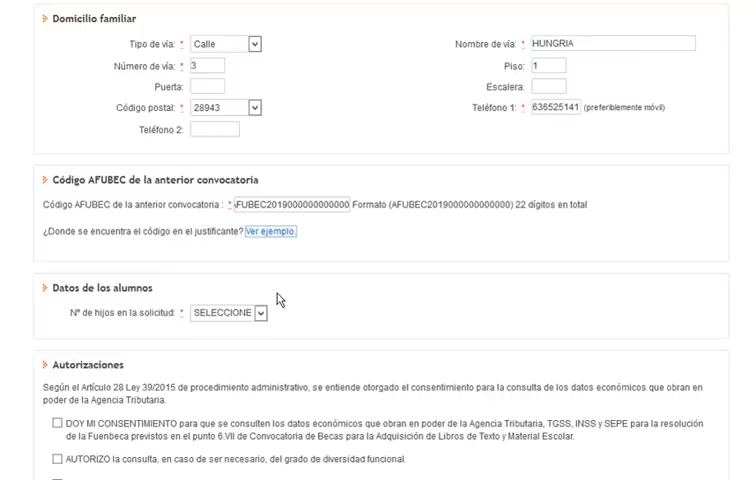 Domicilio familiar
Tipo de vía: * Calle Nombre de vía: * HUNGRIA
Número de vía: * 3 Piso: 1
Puerta: Escalera:
Código postal: * 28943 Teléfono 1: * 636525141 (preferiblemente móvil)
Teléfono 2:
Código AFUBEC de la anterior convocatoria
Código AFUBEC de la anterior convocatoria : * AFUBEC2019000000000000 Formato (AFUBEC2019000000000000) 22 dígitos en total
¿Donde se encuentra el código en el justificante? Ver ejemplo.
Datos de los alumnos
Nº de hijos en la solicitud: * SELECCIONE
Autorizaciones
Según el Artículo 28 Ley 39/2015 de procedimiento administrativo, se entiende otorgado el consentimiento para la consulta de los datos económicos que obran en
poder de la Agencia Tributaria.
DOY MI CONSENTIMIENTO para que se consulten los datos económicos que obran en poder de la Agencia Tributaria, TGSS, INSS y SEPE para la resolución
de la Fuenbeca previstos en el punto 6.VII de Convocatoria de Becas para la Adquisición de Libros de Texto y Material Escolar.
AUTORIZO la consulta, en caso de ser necesario, del grado de diversidad funcional.